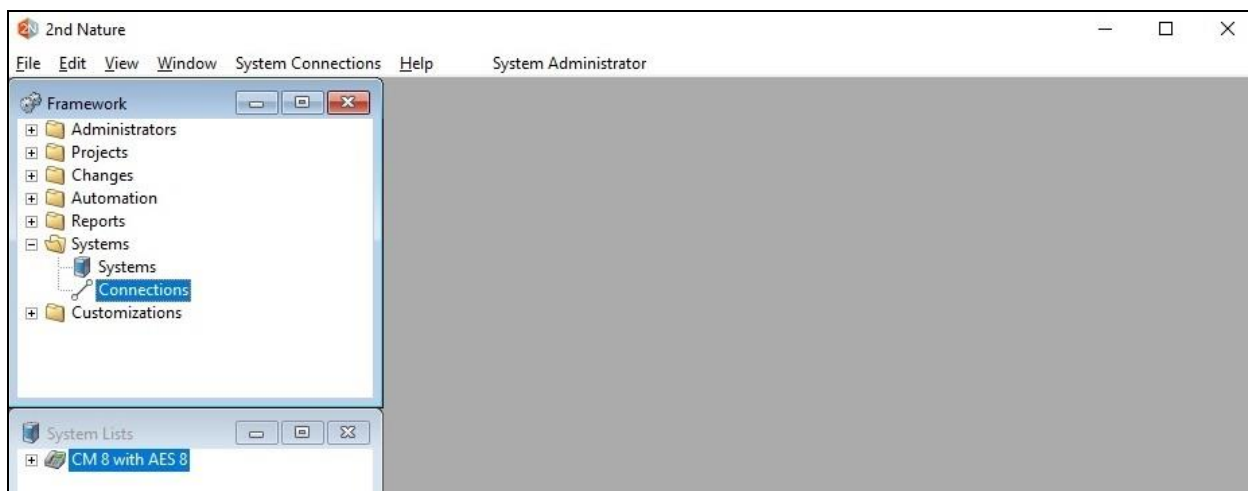 2nd Nature
File Edit View Window System Connections Help System Administrator
Framework
Administrators
Projects
Changes
Automation
Reports
Systems
Systems
Connections
Customizations
System Lists
CM 8 with AES 8